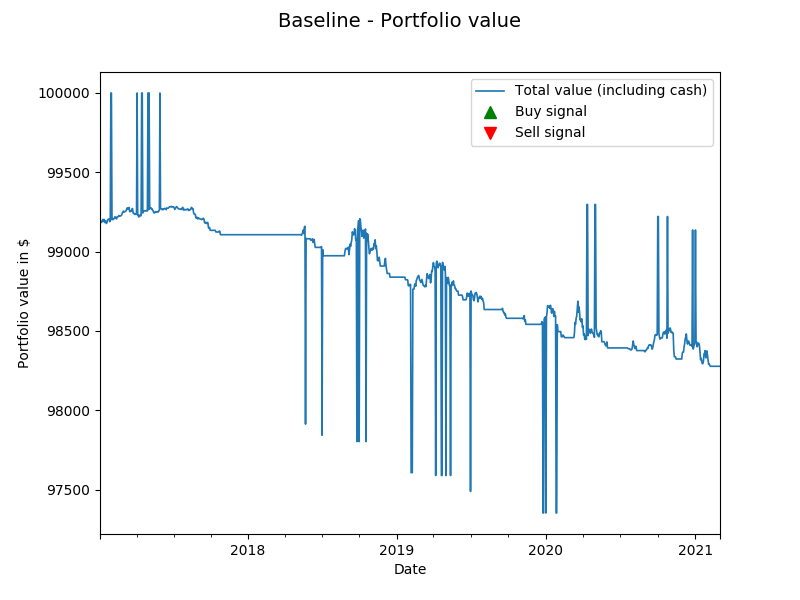 Baseline - Portfolio value
Total value (including cash)
Buy signal
Sell signal
Portfolio value in $
100000
99500
99000
98500
98000
97500
2018
2019
2020
2021
Date